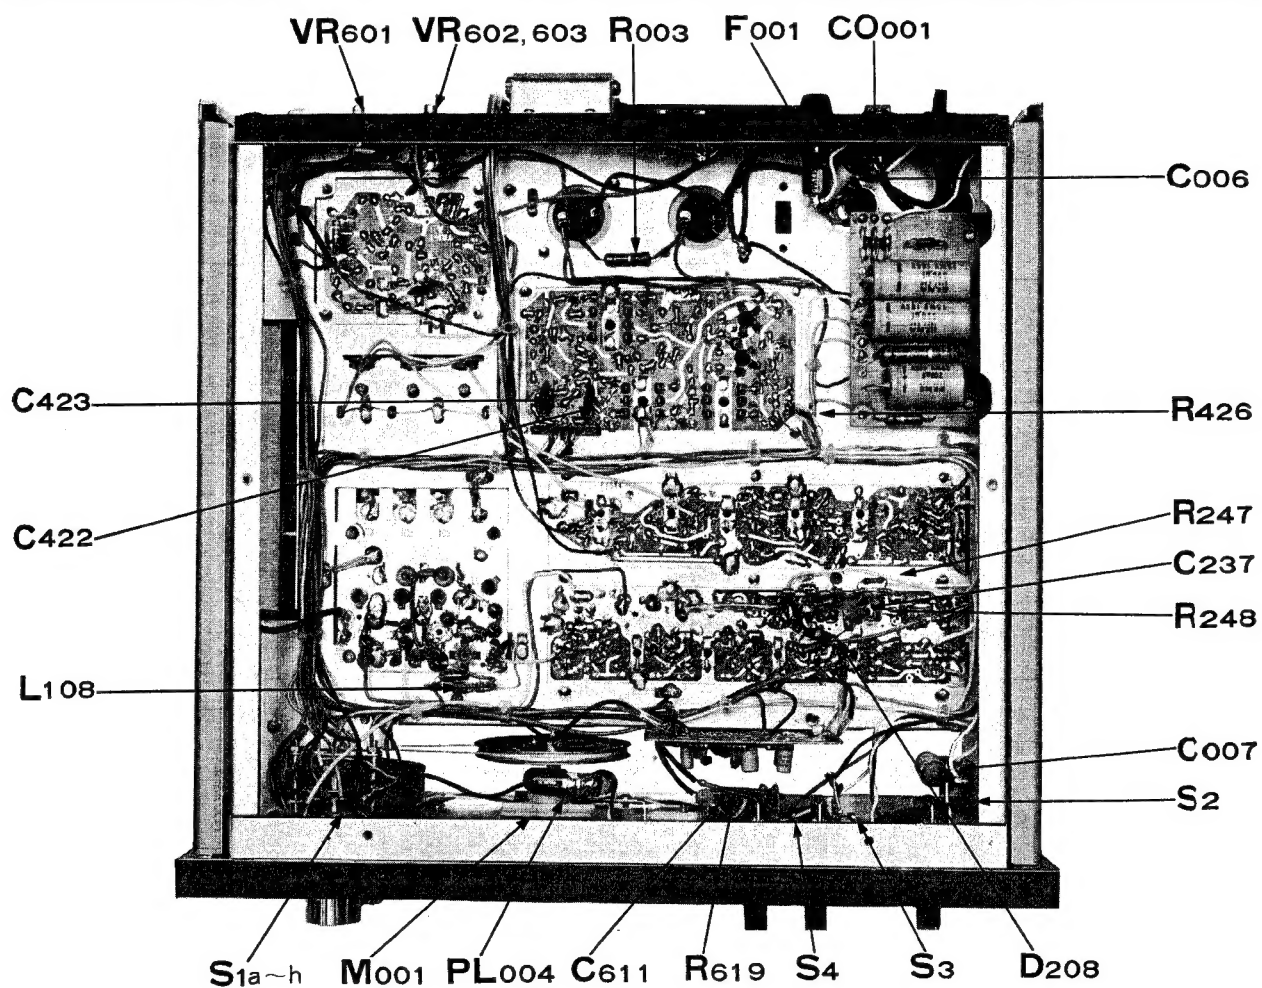 VR601 VR602, 603 R003 F001 CO001
C006
C423
R426
C422
R247
C237
R248
L108
C007
S2
S1a~h M001 PL004 C611 R619 S4 S3 D208